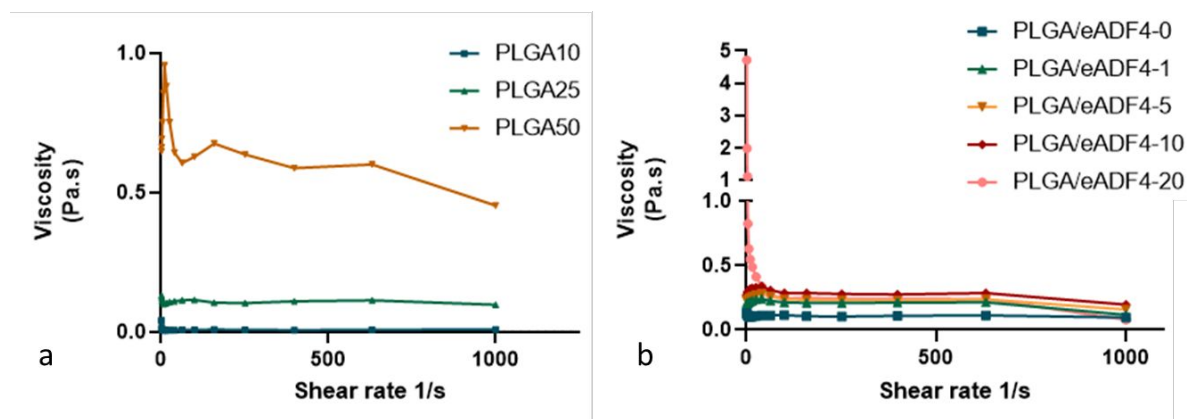 PLGA10
PLGA25
PLGA50
1.0
0.5
0.0
Viscosity
(Pa.s)
0
500
1000
Shear rate 1/s
a
PLGA/eADF4-0
PLGA/eADF4-1
PLGA/eADF4-5
PLGA/eADF4-10
PLGA/eADF4-20
5
4
3
2
1
1.0
0.5
0.0
Viscosity
(Pa.s)
0
500
1000
Shear rate 1/s
b